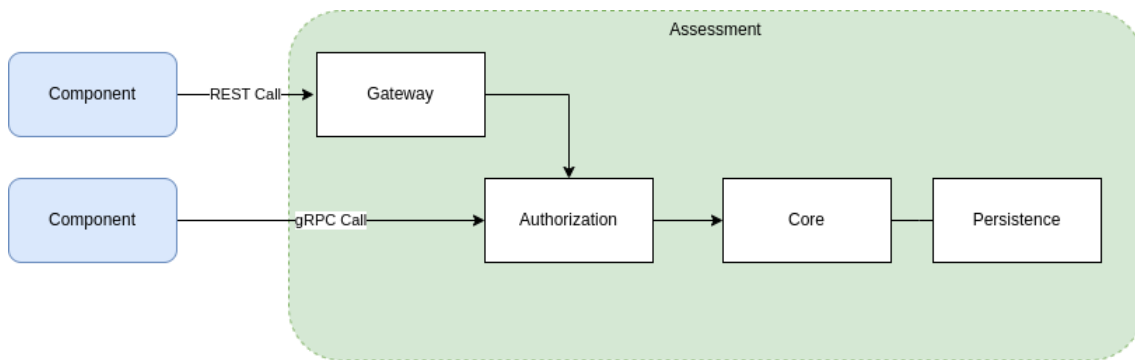 Assessment
Component
REST Call
Gateway
Component
gRPC Call
Authorization
Core
Persistence